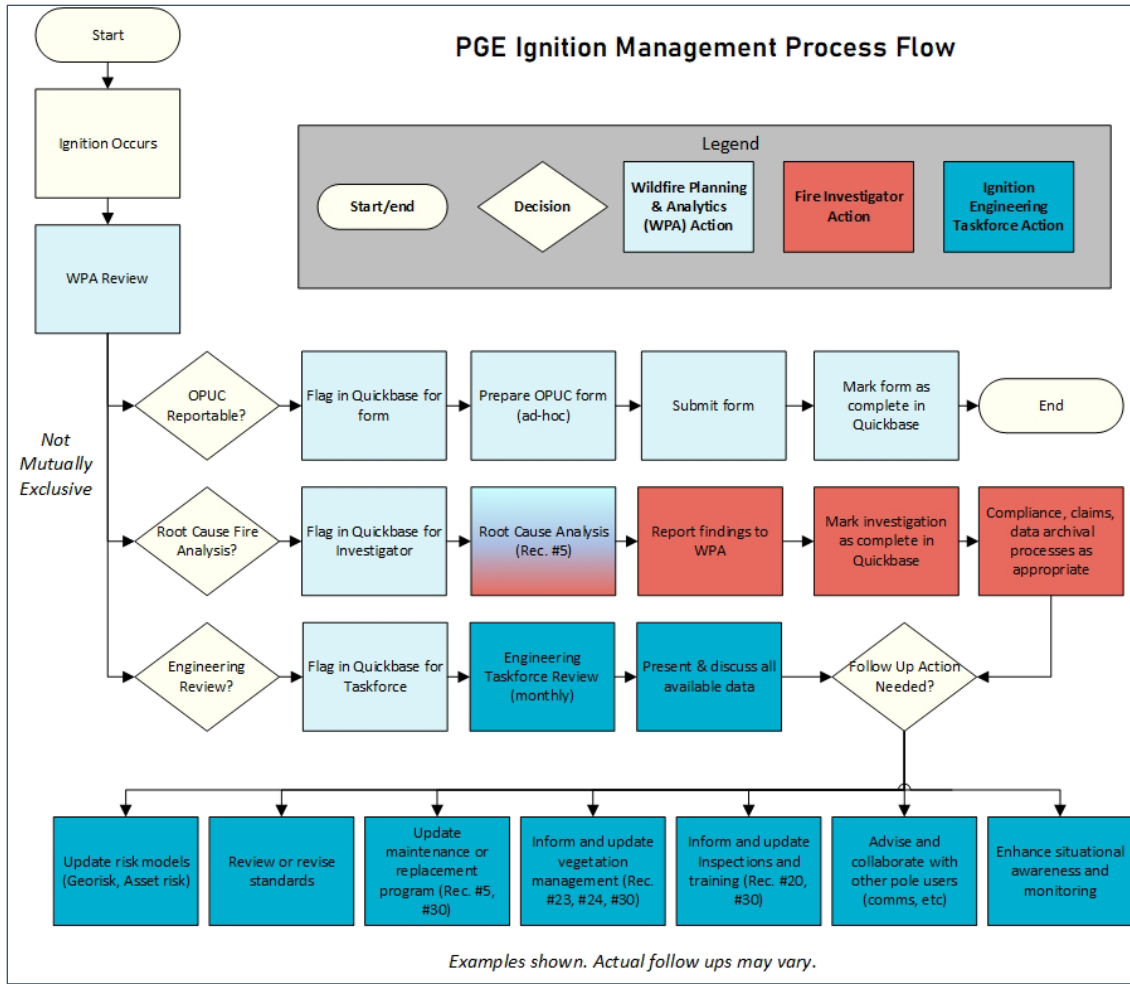 Start
PGE Ignition Management Process Flow
Ignition Occurs
Legend
Start/end
Decision
Wildfire Planning
& Analytics
(WPA) Action
Fire Investigator
Action
Ignition
Engineering
Taskforce Action
WPA Review
OPUC
Reportable?
Flag in Quickbase for
form
Prepare OPUC form
(ad-hoc)
Submit form
Mark form as
complete in
Quickbase
End
Not
Mutually
Exclusive
Root Cause Fire
Analysis?
Flag in Quickbase for
Investigator
Root Cause Analysis
(Rec. #5)
Report findings to
WPA
Mark investigation
as complete in
Quickbase
Compliance, claims,
data archival
processes as
appropriate
Engineering
Review?
Flag in Quickbase for
Taskforce
Engineering
Taskforce Review
(monthly)
Present & discuss all
available data
Follow Up Action
Needed?
Update risk models
(Georisk, Asset risk)
Review or revise
standards
Update
maintenance or
replacement
program (Rec. #5,
#30)
Inform and update
vegetation
management (Rec.
#23, #24, #30)
Inform and update
Inspections and
training (Rec. #20,
#30)
Advise and
collaborate with
other pole users
(comms, etc)
Enhance situational
awareness and
monitoring
Examples shown. Actual follow ups may vary.